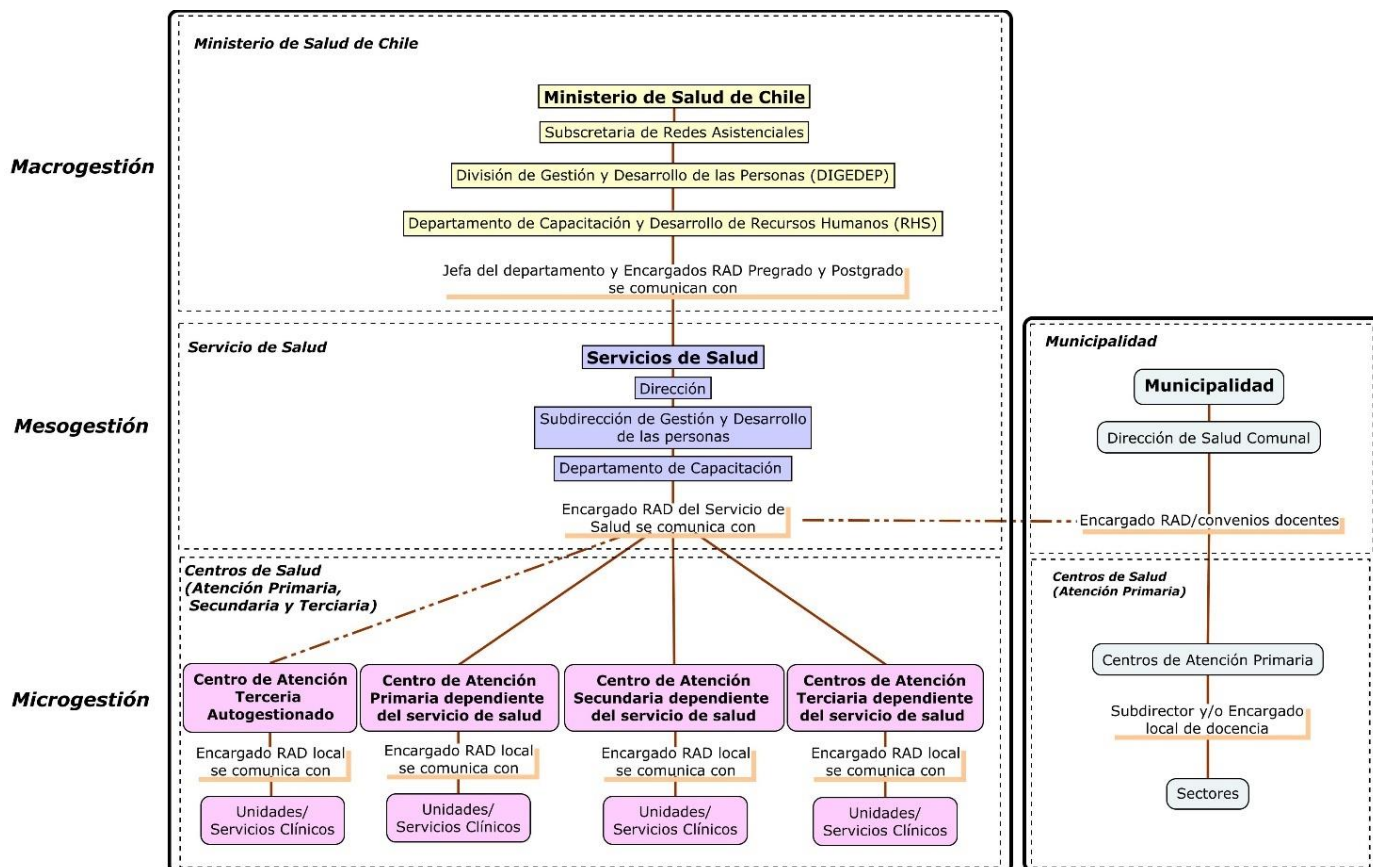 Ministerio de Salud de Chile
Ministerio de Salud de Chile
Subscretaria de Redes Asistenciales
Macrogestión
División de Gestión y Desarrollo de las Personas (DIGEDEP)
Departamento de Capacitación y Desarrollo de Recursos Humanos (RHS)
Jefa del departamento y Encargados RAD Pregrado y Postgrado
se comunican con
Servicio de Salud
Servicios de Salud
Dirección
Mesogestión
Subdirección de Gestión y Desarrollo
de las personas
Departamento de Capacitación
Encargado RAD del Servicio de
Salud se comunica con
Municipalidad
Municipalidad
Dirección de Salud Comunal
Encargado RAD/convenios docentes
Centros de Salud
(Atención Primaria,
Secundaria y Terciaria)
Microgestión
Centro de Atención
Terceria
Autogestionado
Encargado RAD local
se comunica con
Unidades/
Servicios Clínicos
Centro de Atención
Primaria dependiente
del servicio de salud
Encargado RAD local
se comunica con
Unidades/
Servicios Clínicos
Centro de Atención
Secundaria dependiente
del servicio de salud
Encargado RAD local
se comunica con
Unidades/
Servicios Clínicos
Centros de Atención
Terciaria dependiente
del servicio de salud
Encargado RAD local
se comunica con
Unidades/
Servicios Clínicos
Centros de Salud
(Atención Primaria)
Centros de Atención Primaria
Subdirector y/o Encargado
local de docencia
Sectores